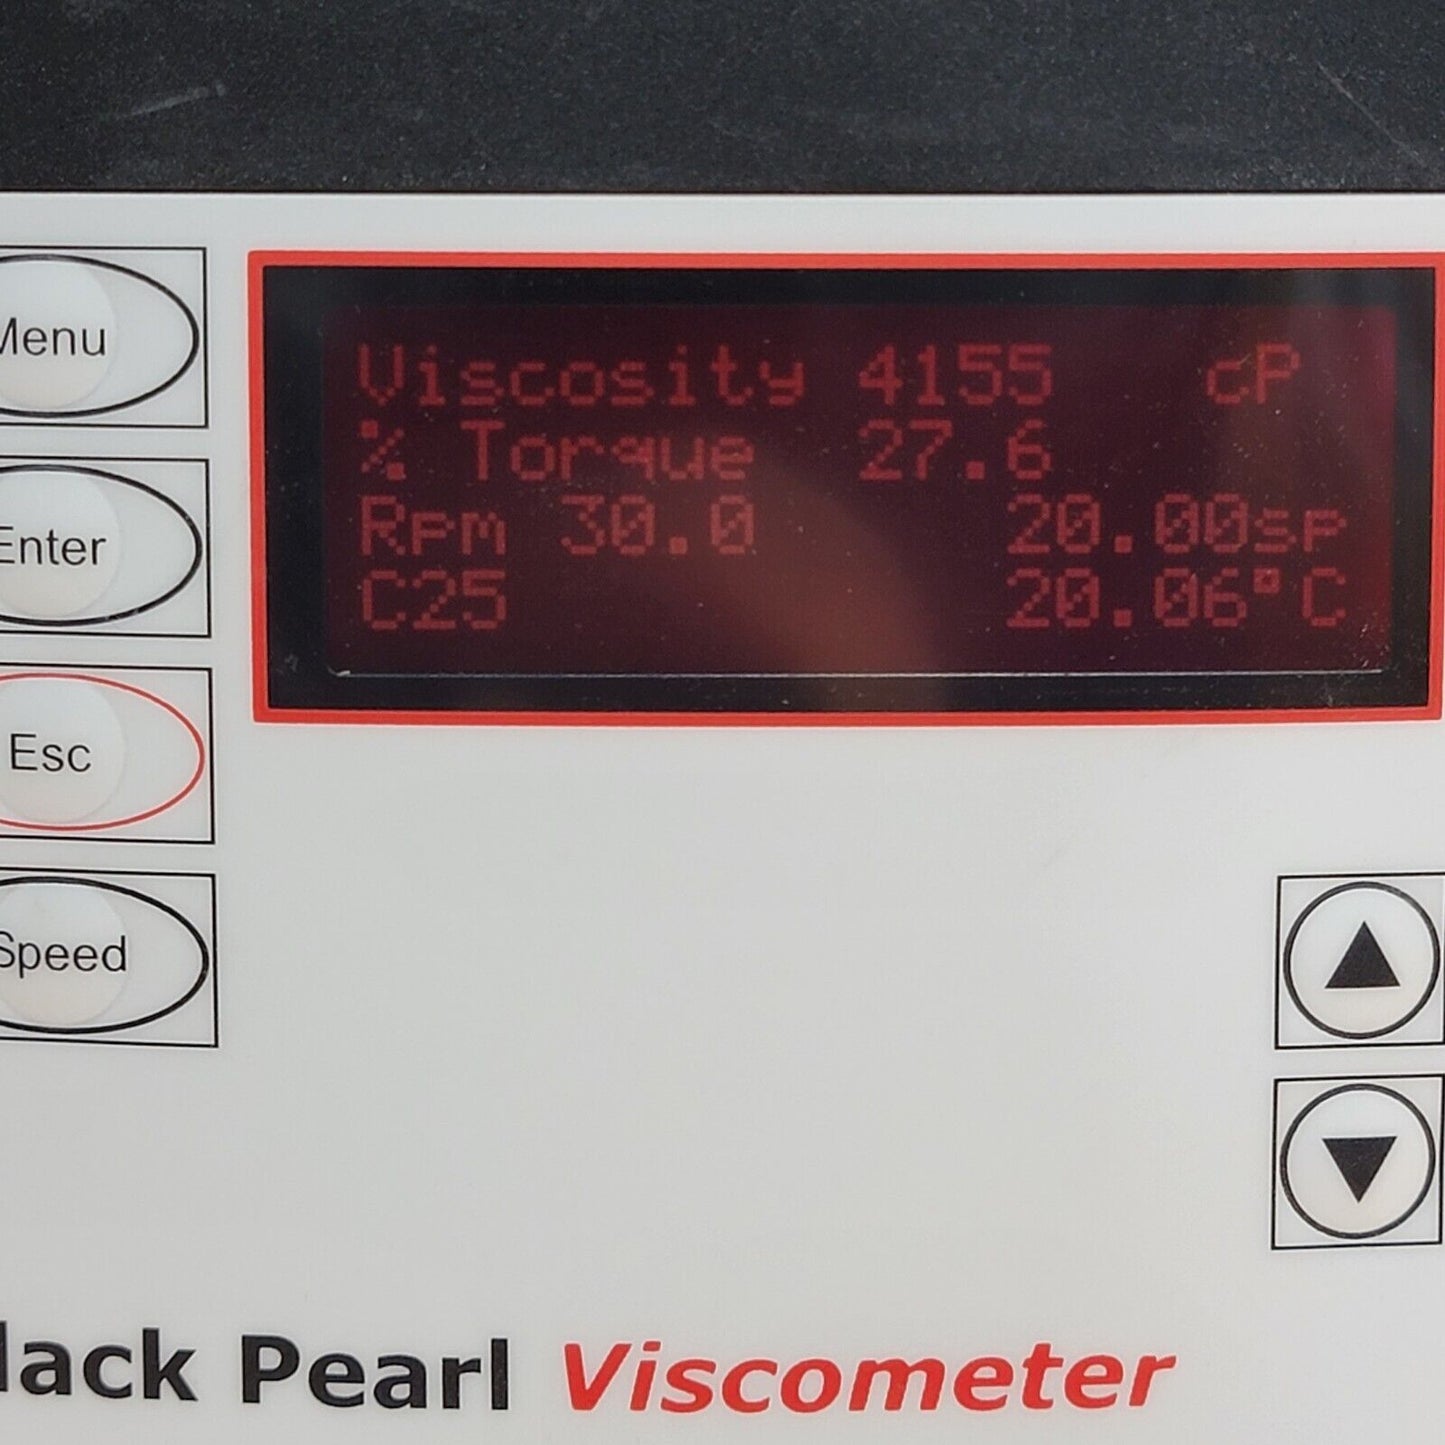 Menu
Viscosity 4155 cP
% Torque 27.6
Rpm 30.0 20.00sp
C25 20.06°C
Enter
Esc
Speed
lack Pearl Viscometer